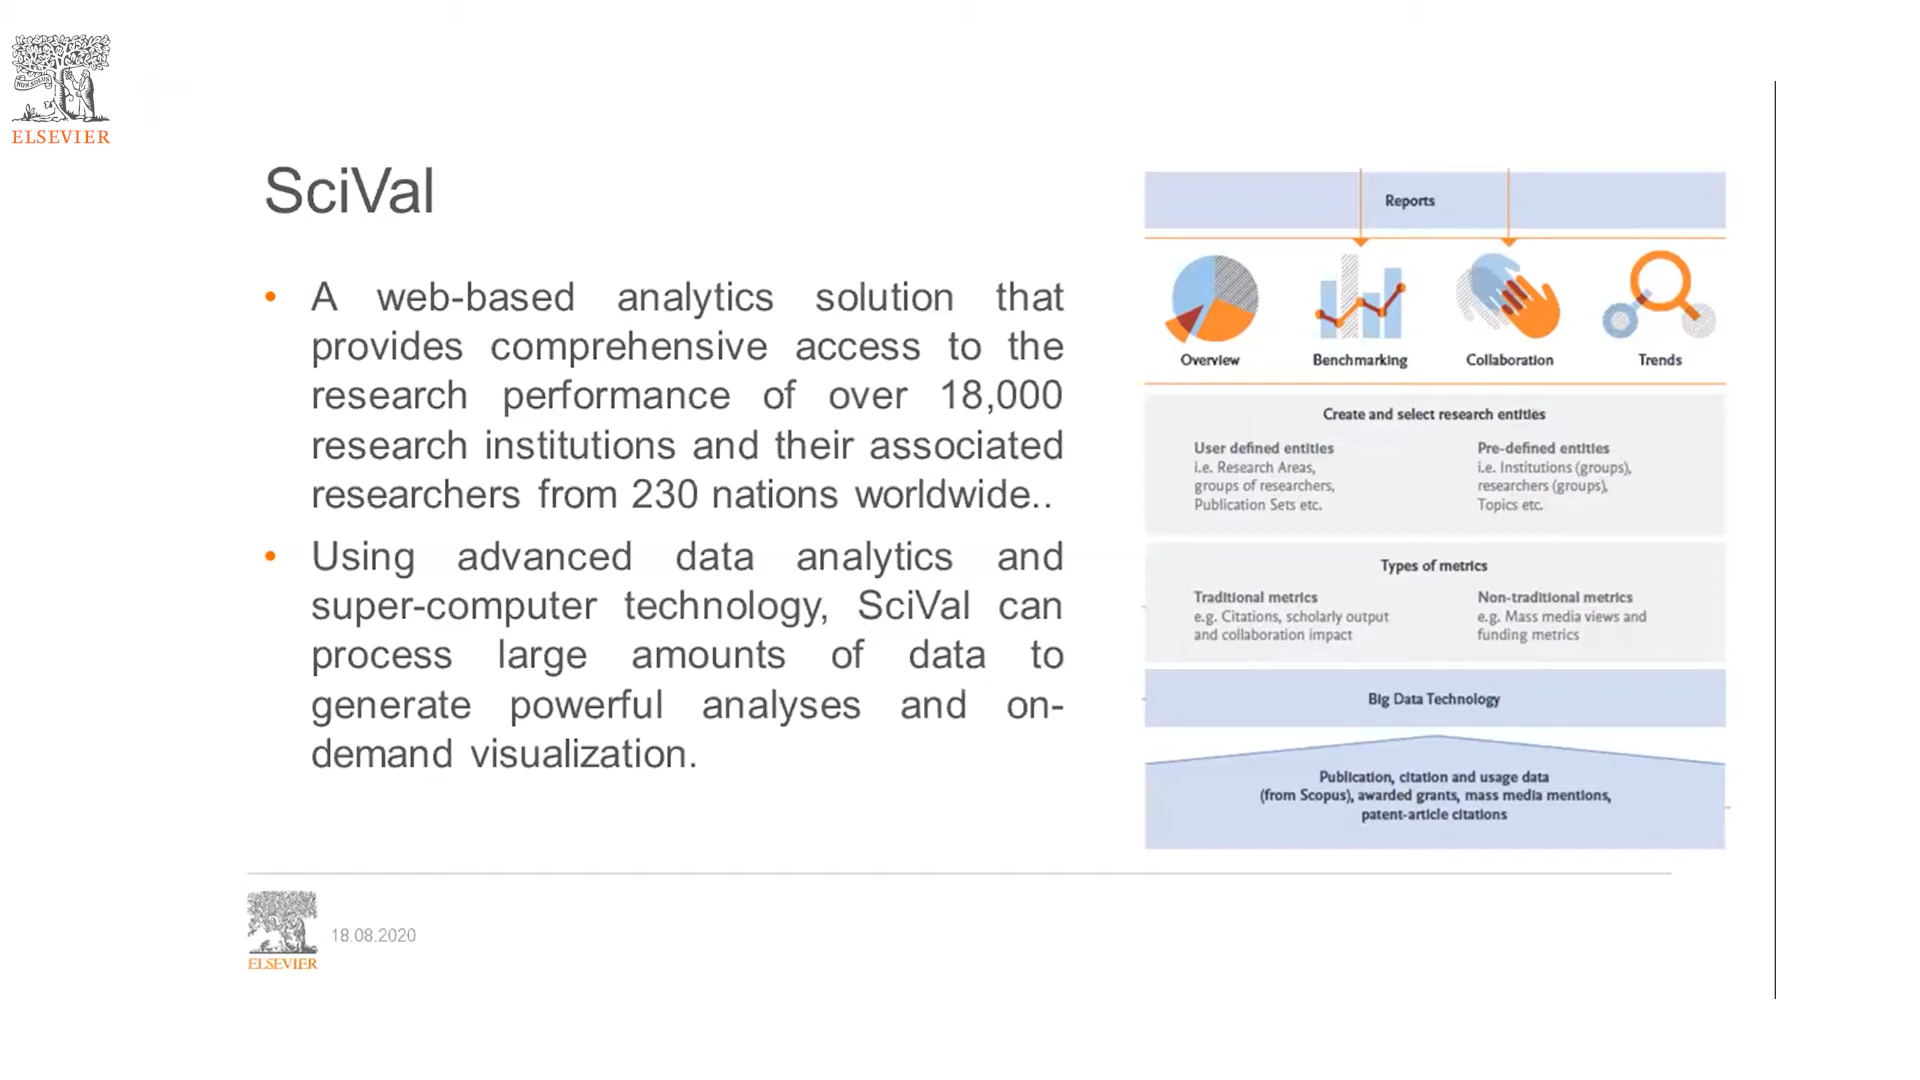 ELSEVIER
SciVal
• A web-based analytics solution that
provides comprehensive access to the
research performance of over 18,000
research institutions and their associated
researchers from 230 nations worldwide..
• Using advanced data analytics and
super-computer technology, SciVal can
process large amounts of data to
generate powerful analyses and on-
demand visualization.
Reports
Overview
Benchmarking
Collaboration
Trends
Create and select research entities
User defined entities
i.e. Research Areas,
groups of researchers,
Publication Sets etc.
Pre-defined entities
i.e. Institutions (groups),
researchers (groups),
Topics etc.
Types of metrics
Traditional metrics
e.g. Citations, scholarly output
and collaboration impact
Non-traditional metrics
e.g. Mass media views and
funding metrics
Big Data Technology
Publication, citation and usage data
(from Scopus), awarded grants, mass media mentions,
patent-article citations
ELSEVIER
18.08.2020